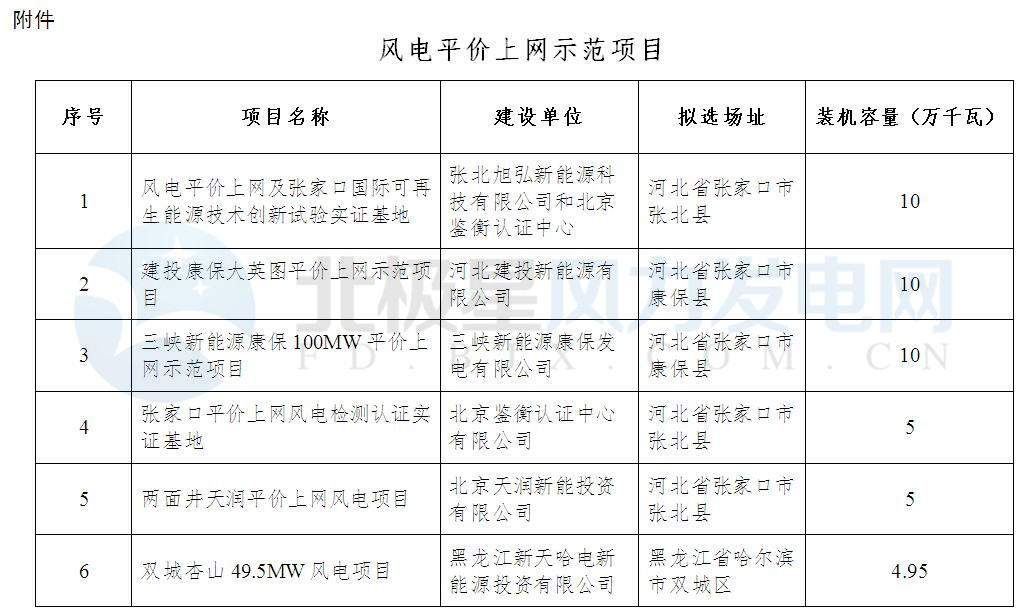 附件
风电平价上网示范项目
序号 项目名称 建设单位 拟选场址 装机容量（万千瓦）
1
风电平价上网及张家口国际可再
生能源技术创新试验实证基地
张北旭弘新能源科
技有限公司和北京
鉴衡认证中心
河北省张家口市
张北县
10
2
建投康保大英图平价上网示范项
目
河北建投新能源有
限公司
河北省张家口市
康保县
10
3
三峡新能源康保100MW平价上
网示范项目
三峡新能源康保发
电有限公司
河北省张家口市
康保县
10
4
张家口平价上网风电检测认证实
证基地
北京鉴衡认证中心
有限公司
河北省张家口市
张北县
5
5
两面井天润平价上网风电项目
北京天润新能投资
有限公司
河北省张家口市
张北县
5
6
双城杏山49.5MW风电项目
黑龙江新天哈电新
能源投资有限公司
黑龙江省哈尔滨
市双城区
4.95
北极星风力发电网
FD.BJX.COM.CN